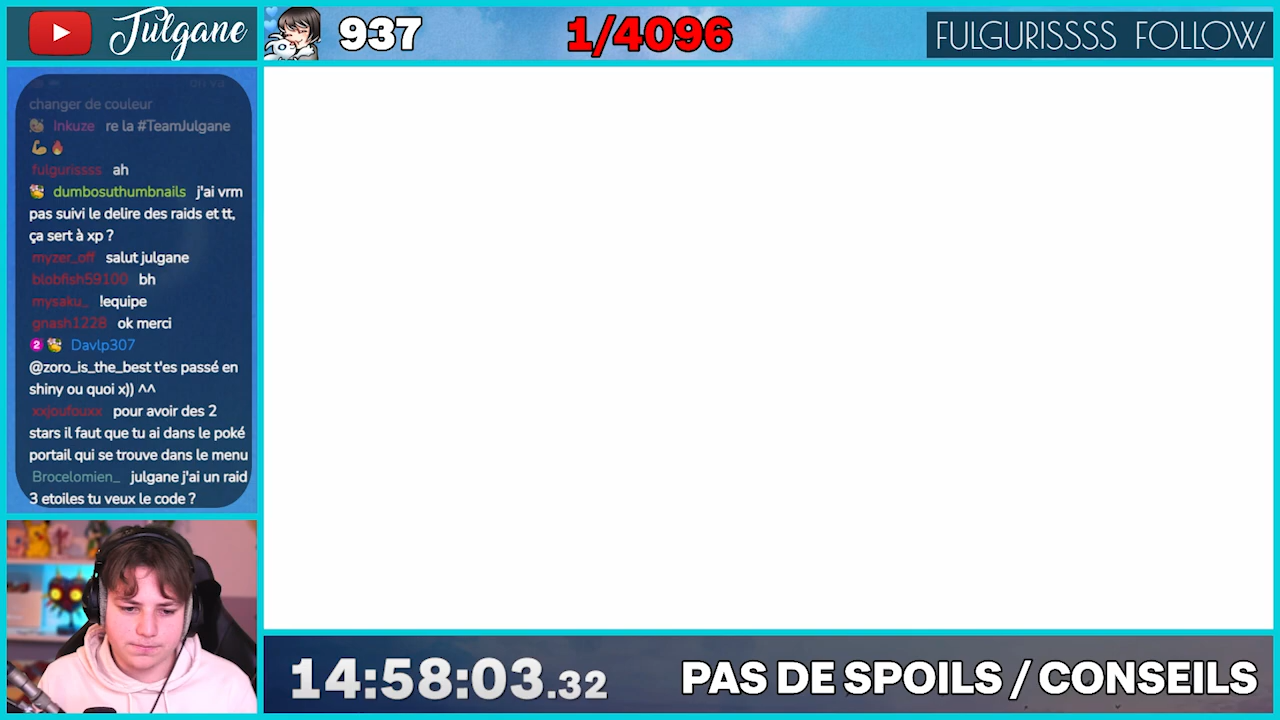 Julgane
937
1/4096
FULGURISSSS FOLLOW
on va
changer de couleur
Inkuze re la #TeamJulgane
fulgurissss ah
dumbosuthumbnails j'ai vrm
pas suivi le delire des raids et tt,
ça sert à xp ?
myzer_off salut julgane
blobfish59100 bh
mysaku_ !equipe
gnash1228 ok merci
2 Davlp307
@zoro_is_the_best t'es passé en
shiny ou quoi x)) ^^
xxjoufouxx pour avoir des 2
stars il faut que tu ai dans le poké
portail qui se trouve dans le menu
Brocelomien_ julgane j'ai un raid
3 etoiles tu veux le code ?
14:58:03.32
PAS DE SPOILS / CONSEILS